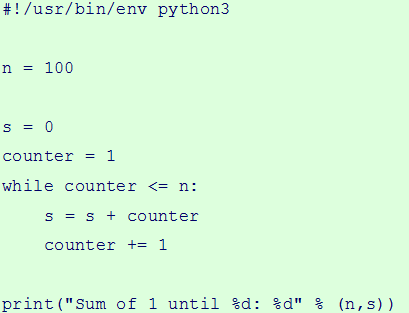 #!/usr/bin/env python3
n = 100
s = 0
counter = 1
while counter <= n:
    s = s + counter
    counter += 1
print("Sum of 1 until %d: %d" % (n,s))